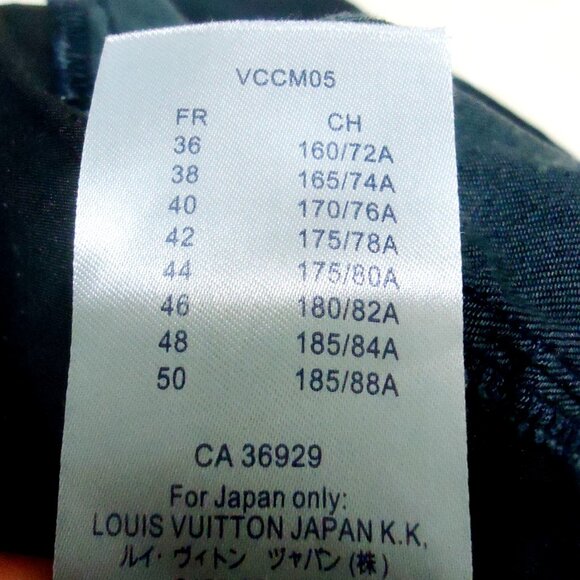 VCCM05
FR CH
36 160/72A
38 165/74A
40 170/76A
42 175/78A
44 175/80A
46 180/82A
48 185/84A
50 185/88A
CA 36929
For Japan only:
LOUIS VUITTON JAPAN K.K.
ルイ・ヴィトン ジャパン(株)